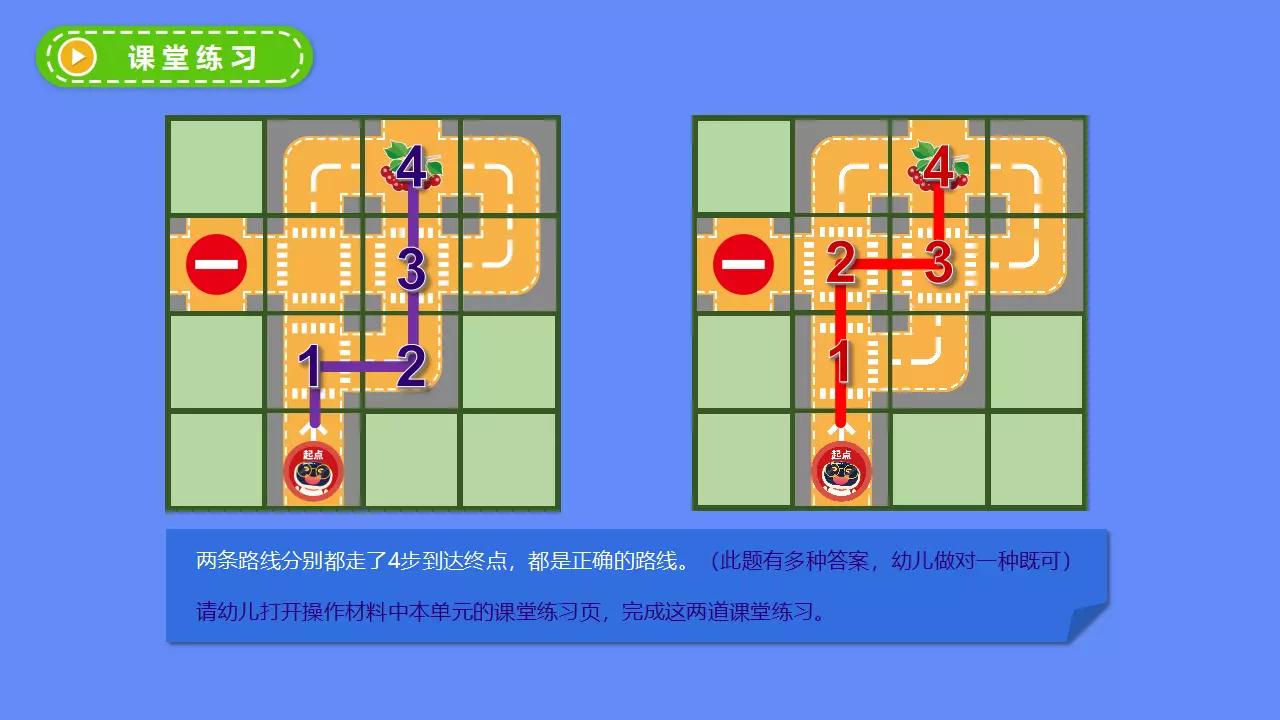 课堂练习
4
4
3
2
3
1
2
1
起点
起点
两条路线分别都走了4步到达终点，都是正确的路线。（此题有多种答案，幼儿做对一种既可）
请幼儿打开操作材料中本单元的课堂练习页，完成这两道课堂练习。